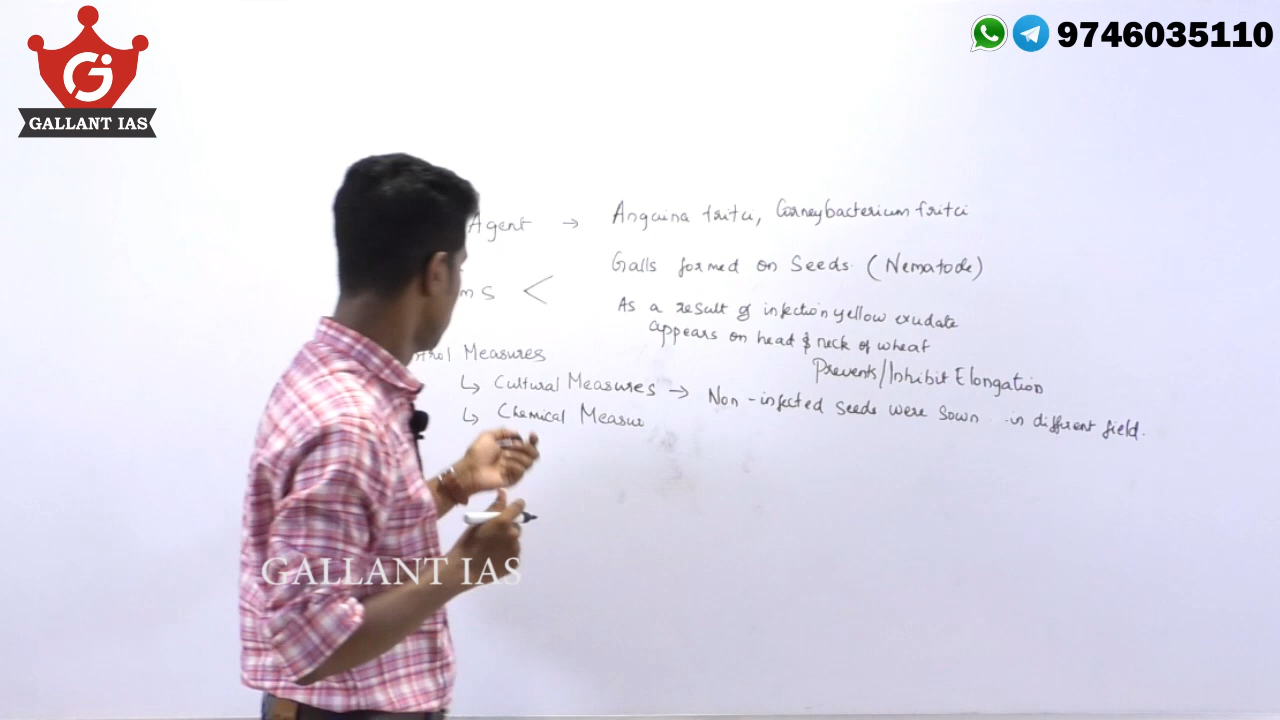 GALLANT IAS
9746035110
Agent → Anguina tritici, Corneybacterium tritici
Galls formed on Seeds. (Nematode)
ms <
As a result of infection yellow exudate
appears on head & neck of wheat
Prevents/Inhibit Elongation
trol Measures
↳ Cultural Measures → Non-infected seeds were sown in different field.
↳ Chemical Measur
GALLANT IAS